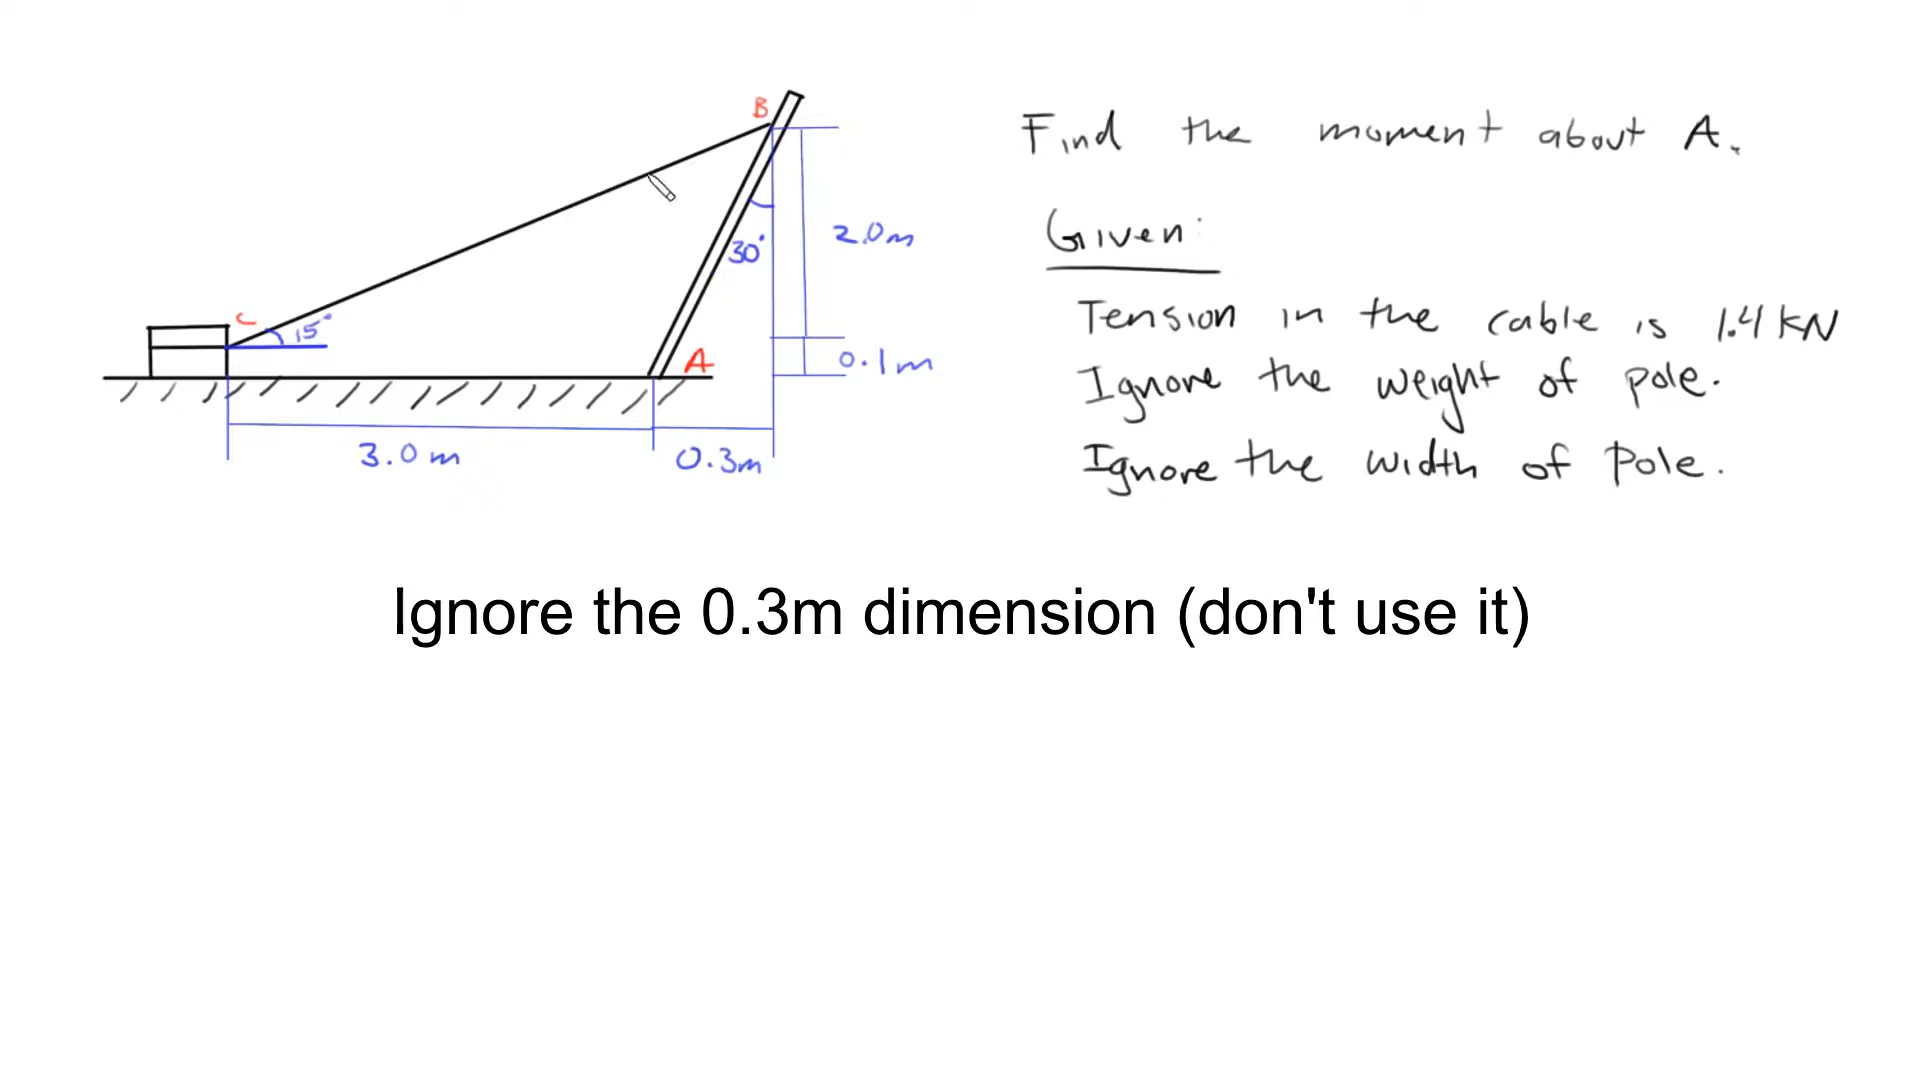 B
Find the moment about A.
30°
2.0m
Given:
C
15°
Tension in the cable is 1.4 kN
A
0.1m
Ignore the weight of pole.
3.0 m
0.3m
Ignore the width of Pole.
Ignore the 0.3m dimension (don't use it)